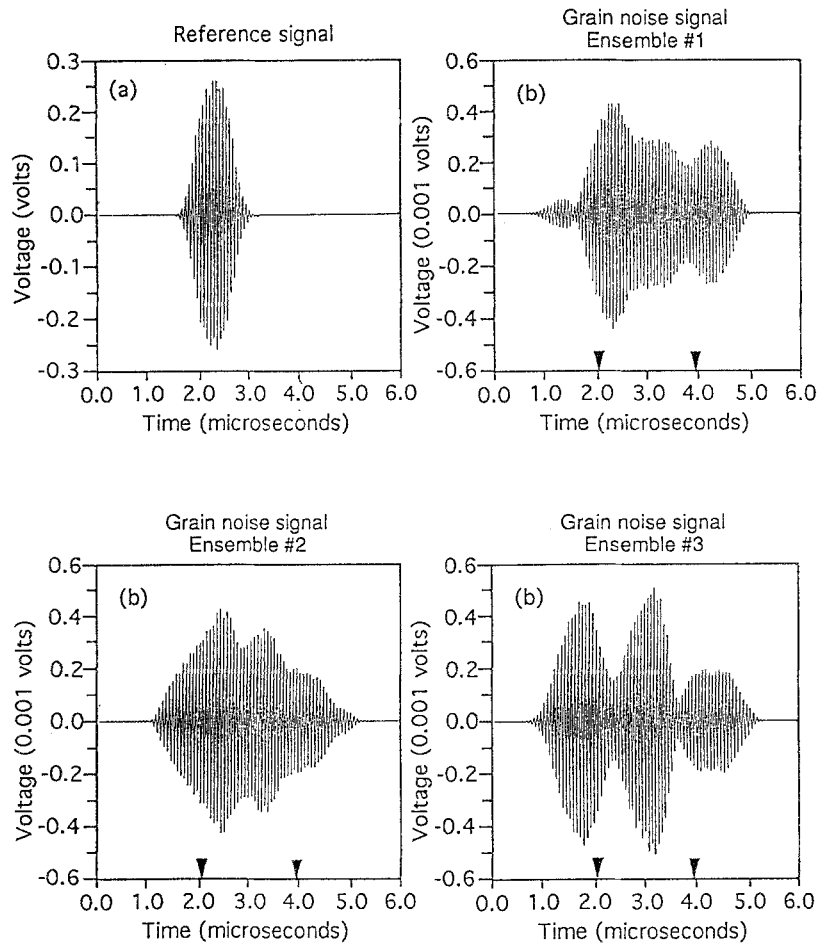 Reference signal
(a)
Voltage (volts)
0.3
0.2
0.1
0.0
-0.1
-0.2
-0.3
0.0 1.0 2.0 3.0 4.0 5.0 6.0
Time (microseconds)
Grain noise signal
Ensemble #1
(b)
Voltage (0.001 volts)
0.6
0.4
0.2
0.0
-0.2
-0.4
-0.6
0.0 1.0 2.0 3.0 4.0 5.0 6.0
Time (microseconds)
Grain noise signal
Ensemble #2
(b)
Voltage (0.001 volts)
0.6
0.4
0.2
0.0
-0.2
-0.4
-0.6
0.0 1.0 2.0 3.0 4.0 5.0 6.0
Time (microseconds)
Grain noise signal
Ensemble #3
(b)
Voltage (0.001 volts)
0.6
0.4
0.2
0.0
-0.2
-0.4
-0.6
0.0 1.0 2.0 3.0 4.0 5.0 6.0
Time (microseconds)